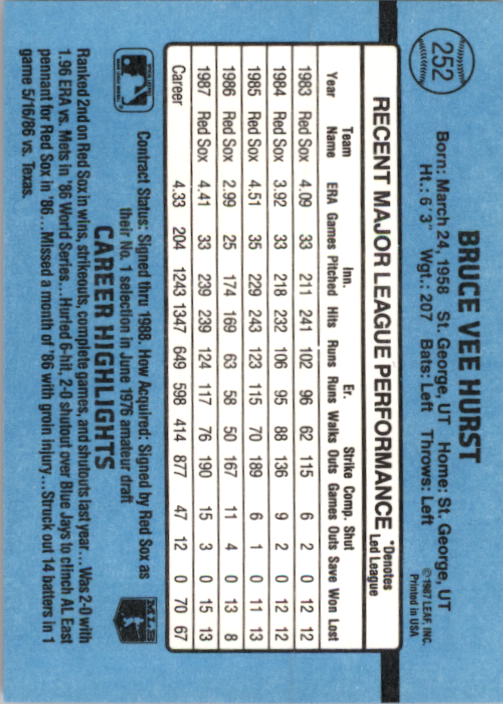 252
BRUCE VEE HURST
Born: March 24, 1958 St. George, UT Home: St. George, UT
Ht.: 6'3" Wgt.: 207 Bats: Left Throws: Left
©1987 LEAF, INC.
Printed in USA
RECENT MAJOR LEAGUE PERFORMANCE *Denotes Led League
Year Team Name ERA Games Inn. Pitched Hits Runs Er. Runs Walks Strike Outs Comp. Games Shut Outs Save Won Lost
1983 Red Sox 4.09 33 211 241 102 96 62 115 6 2 0 12 12
1984 Red Sox 3.92 33 218 232 106 95 88 136 9 2 0 12 12
1985 Red Sox 4.51 35 229 243 123 115 70 189 6 1 0 11 13
1986 Red Sox 2.99 25 174 169 63 58 50 167 11 4 0 13 8
1987 Red Sox 4.41 33 239 239 124 117 76 190 15 3 0 15 13
Career 4.33 204 1243 1347 649 598 414 877 47 12 0 70 67
Contract Status: Signed thru 1988. How Acquired: Signed by Red Sox as
their No. 1 selection in June 1976 amateur draft
MLB
CAREER HIGHLIGHTS
Ranked 2nd on Red Sox in wins, strikeouts, complete games, and shutouts last year...Was 2-0 with
1.96 ERA vs. Mets in '86 World Series...Hurled 6-hit, 2-0 shutout over Blue Jays to clinch AL East
pennant for Red Sox in '86...Missed a month of '86 with groin injury...Struck out 14 batters in 1
game 5/16/86 vs. Texas.